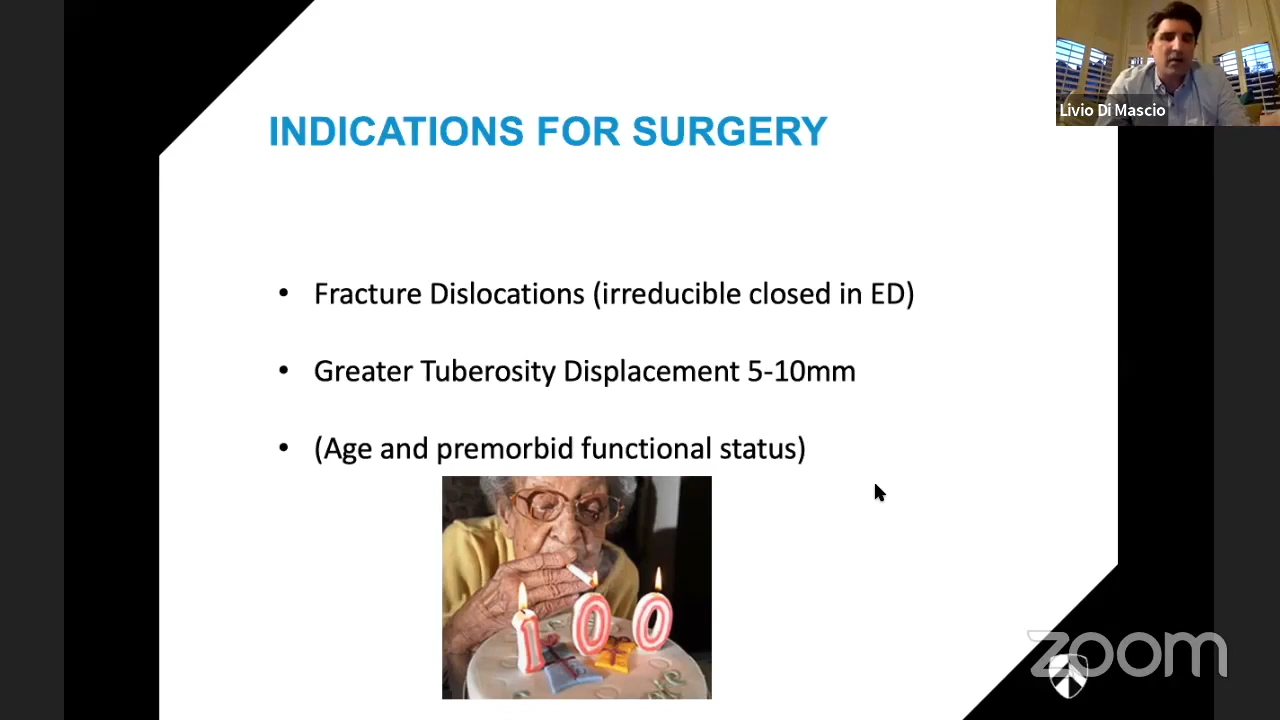 Livio Di Mascio
INDICATIONS FOR SURGERY
• Fracture Dislocations (irreducible closed in ED)
• Greater Tuberosity Displacement 5-10mm
• (Age and premorbid functional status)
100
zoom